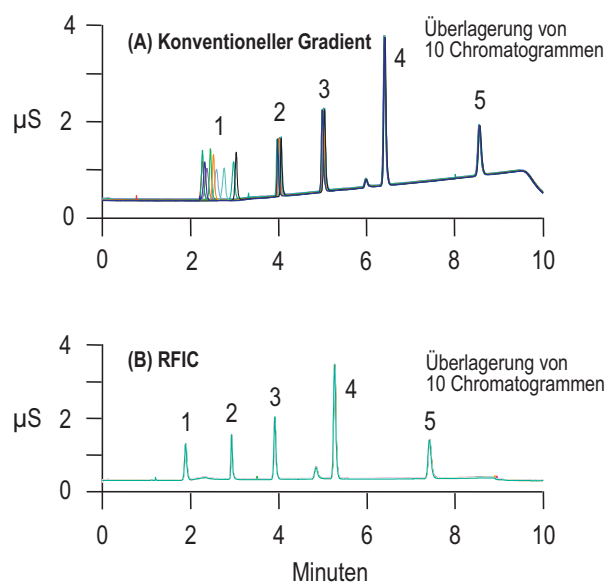 (A) Konventioneller Gradient
Überlagerung von
10 Chromatogrammen
4
2
0
µS
1
2
3
4
5
0 2 4 6 8 10
(B) RFIC
Überlagerung von
10 Chromatogrammen
4
2
0
µS
1
2
3
4
5
0 2 4 6 8 10
Minuten